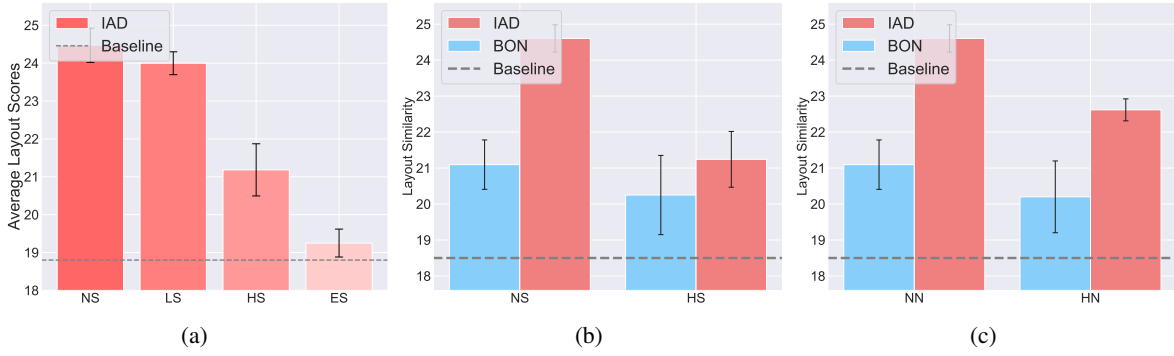 IAD
Baseline
25
24
23
22
21
20
19
18
Average Layout Scores
NS
LS
HS
ES
(a)
IAD
BON
Baseline
25
24
23
22
21
20
19
18
Layout Similarity
NS
HS
(b)
IAD
BON
Baseline
25
24
23
22
21
20
19
18
Layout Similarity
NN
HN
(c)